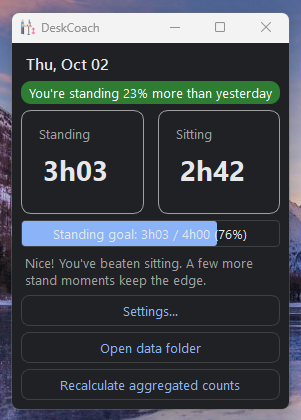 DeskCoach
Thu, Oct 02
You're standing 23% more than yesterday
Standing
3h03
Sitting
2h42
Standing goal: 3h03 / 4h00 (76%)
Nice! You've beaten sitting. A few more
stand moments keep the edge.
Settings...
Open data folder
Recalculate aggregated counts